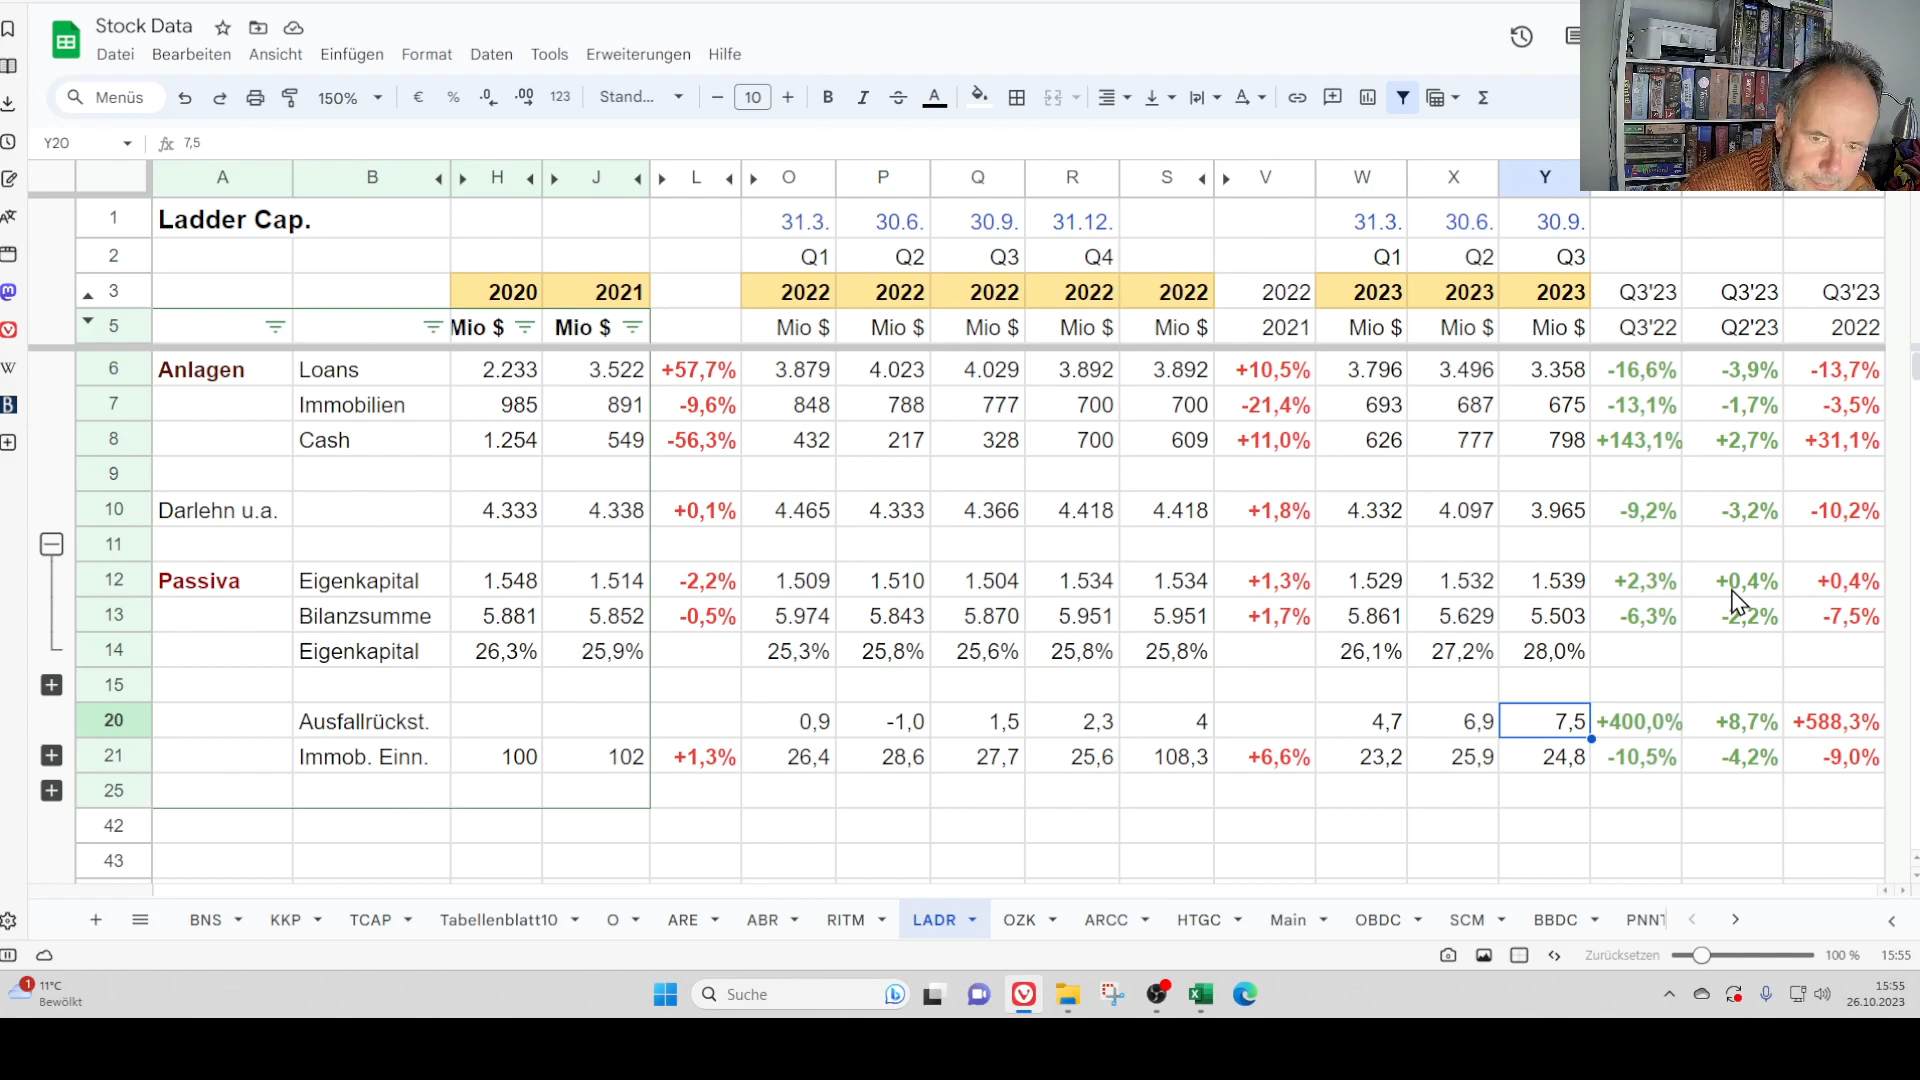 Stock Data
Datei Bearbeiten Ansicht Einfügen Format Daten Tools Erweiterungen Hilfe
Menüs 150% € % .0 .00 123 Stand... − 10 + B I A Σ
Y20 fx 7,5
A B H J L O P Q R S V W X Y
1 Ladder Cap. 31.3. 30.6. 30.9. 31.12. 31.3. 30.6. 30.9.
2 Q1 Q2 Q3 Q4 Q1 Q2 Q3
3 2020 2021 2022 2022 2022 2022 2022 2022 2023 2023 2023 Q3'23 Q3'23 Q3'23
5 Mio $ Mio $ Mio $ Mio $ Mio $ Mio $ Mio $ 2021 Mio $ Mio $ Mio $ Q3'22 Q2'23 2022
6 Anlagen Loans 2.233 3.522 +57,7% 3.879 4.023 4.029 3.892 3.892 +10,5% 3.796 3.496 3.358 -16,6% -3,9% -13,7%
7 Immobilien 985 891 -9,6% 848 788 777 700 700 -21,4% 693 687 675 -13,1% -1,7% -3,5%
8 Cash 1.254 549 -56,3% 432 217 328 700 609 +11,0% 626 777 798 +143,1% +2,7% +31,1%
9
10 Darlehn u.a. 4.333 4.338 +0,1% 4.465 4.333 4.366 4.418 4.418 +1,8% 4.332 4.097 3.965 -9,2% -3,2% -10,2%
11
12 Passiva Eigenkapital 1.548 1.514 -2,2% 1.509 1.510 1.504 1.534 1.534 +1,3% 1.529 1.532 1.539 +2,3% +0,4% +0,4%
13 Bilanzsumme 5.881 5.852 -0,5% 5.974 5.843 5.870 5.951 5.951 +1,7% 5.861 5.629 5.503 -6,3% -2,2% -7,5%
14 Eigenkapital 26,3% 25,9% 25,3% 25,8% 25,6% 25,8% 25,8% 26,1% 27,2% 28,0%
15
20 Ausfallrückst. 0,9 -1,0 1,5 2,3 4 4,7 6,9 7,5 +400,0% +8,7% +588,3%
21 Immob. Einn. 100 102 +1,3% 26,4 28,6 27,7 25,6 108,3 +6,6% 23,2 25,9 24,8 -10,5% -4,2% -9,0%
25
42
43
BNS KKP TCAP Tabellenblatt10 O ARE ABR RITM LADR OZK ARCC HTGC Main OBDC SCM BBDC PNNT
Zurücksetzen 100 % 15:55
1 11°C
Bewölkt
Suche
15:55
26.10.2023